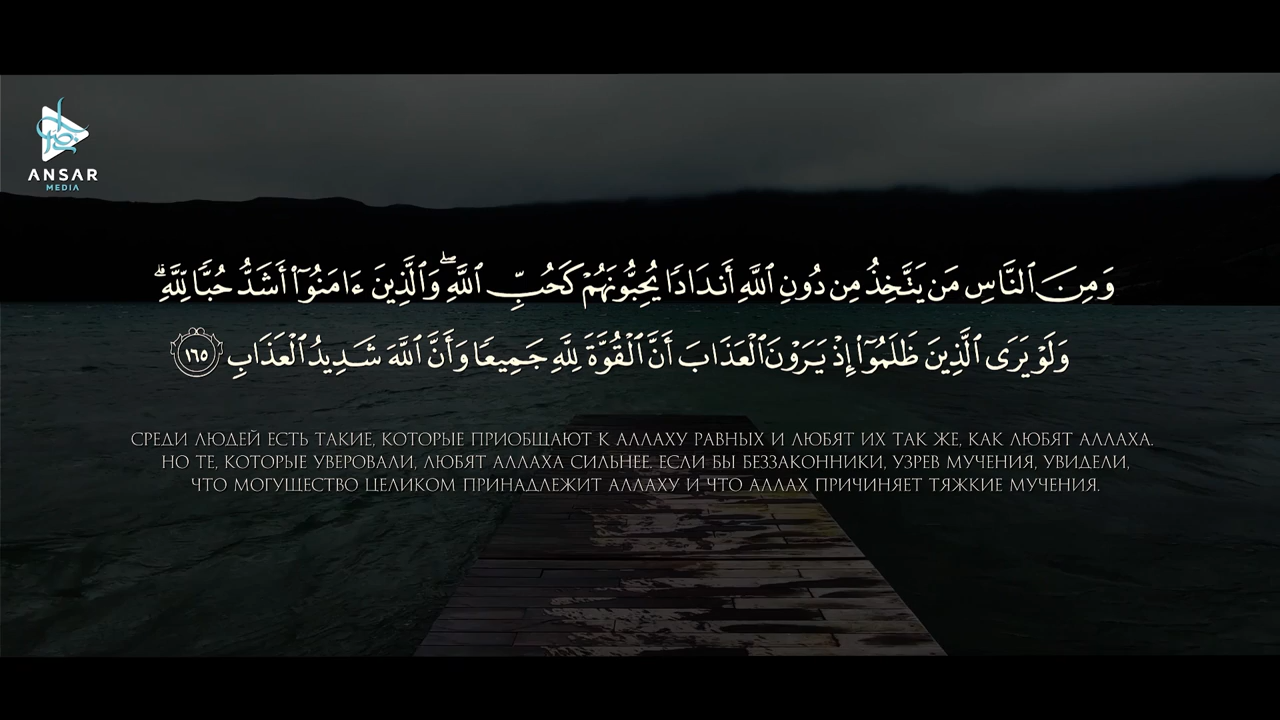 ANSAR
MEDIA
وَمِنَ ٱلنَّاسِ مَن يَتَّخِذُ مِن دُونِ ٱللَّهِ أَندَادًا يُحِبُّونَهُمْ كَحُبِّ ٱللَّهِ ۖ وَٱلَّذِينَ ءَامَنُوٓا۟ أَشَدُّ حُبًّا لِّلَّهِ ۗ
وَلَوْ يَرَى ٱلَّذِينَ ظَلَمُوٓا۟ إِذْ يَرَوْنَ ٱلْعَذَابَ أَنَّ ٱلْقُوَّةَ لِلَّهِ جَمِيعًا وَأَنَّ ٱللَّهَ شَدِيدُ ٱلْعَذَابِ ١٦٥
СРЕДИ ЛЮДЕЙ ЕСТЬ ТАКИЕ, КОТОРЫЕ ПРИОБЩАЮТ К АЛЛАХУ РАВНЫХ И ЛЮБЯТ ИХ ТАК ЖЕ, КАК ЛЮБЯТ АЛЛАХА.
НО ТЕ, КОТОРЫЕ УВЕРОВАЛИ, ЛЮБЯТ АЛЛАХА СИЛЬНЕЕ. ЕСЛИ БЫ БЕЗЗАКОННИКИ, УЗРЕВ МУЧЕНИЯ, УВИДЕЛИ,
ЧТО МОГУЩЕСТВО ЦЕЛИКОМ ПРИНАДЛЕЖИТ АЛЛАХУ И ЧТО АЛЛАХ ПРИЧИНЯЕТ ТЯЖКИЕ МУЧЕНИЯ.